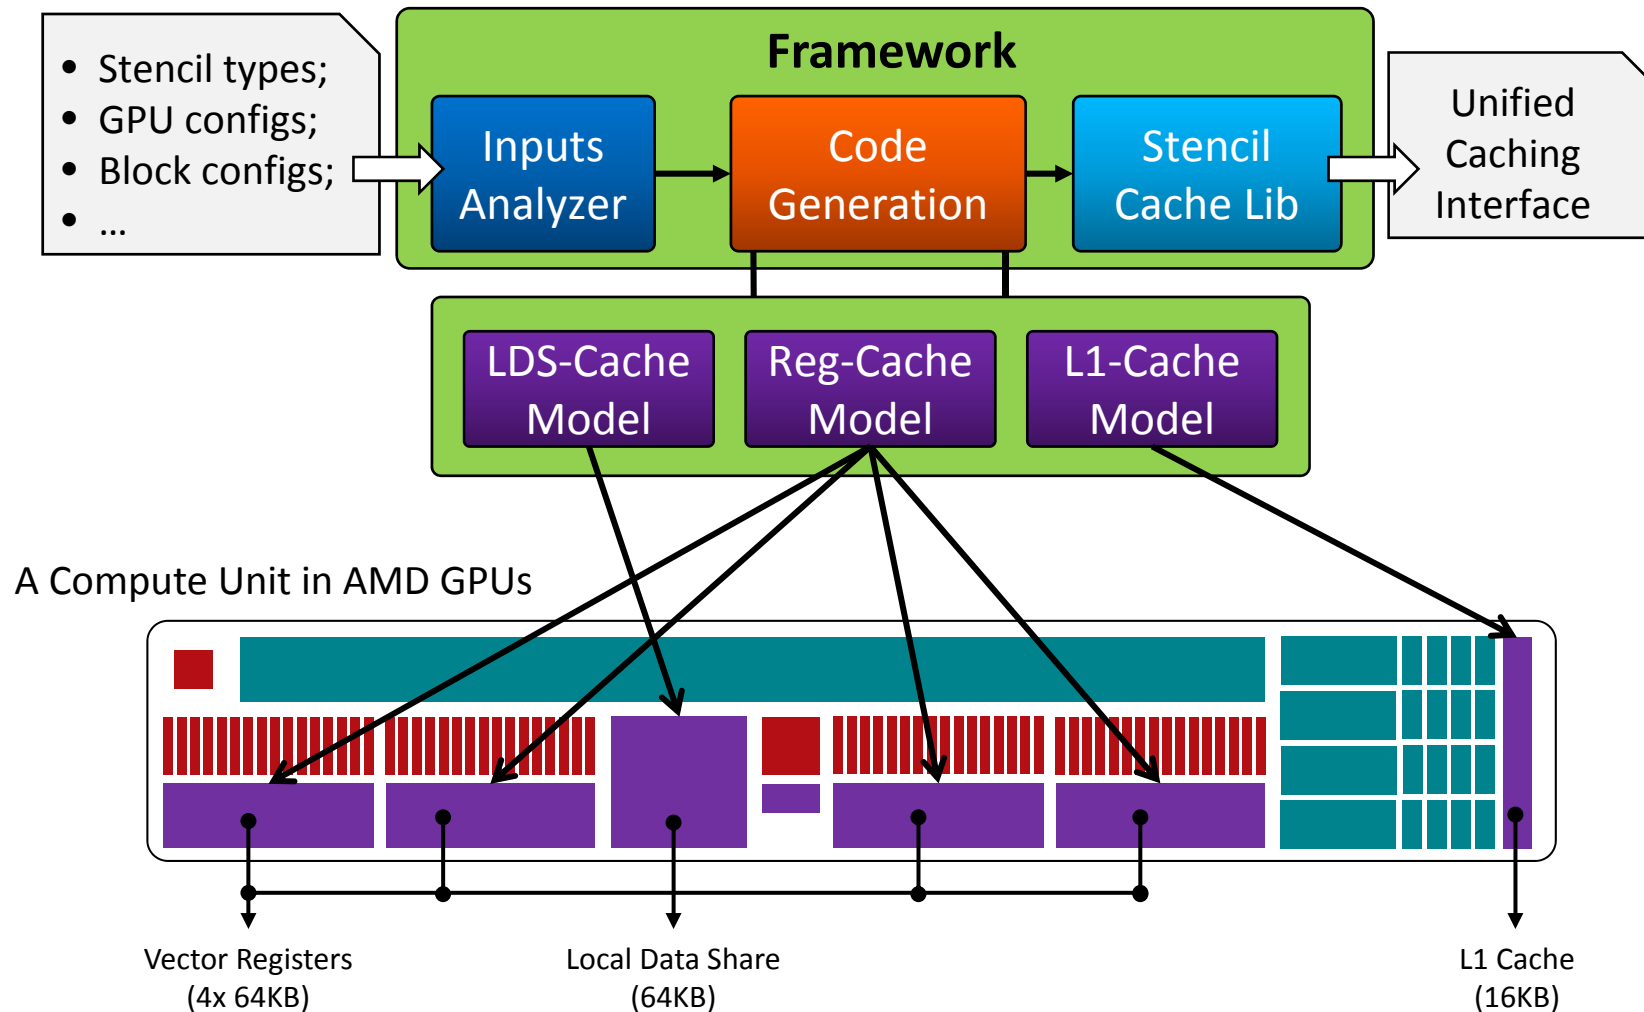 • Stencil types;
• GPU configs;
• Block configs;
• ...
Framework
Inputs
Analyzer
Code
Generation
Stencil
Cache Lib
Unified
Caching
Interface
LDS-Cache
Model
Reg-Cache
Model
L1-Cache
Model
A Compute Unit in AMD GPUs
Vector Registers
(4x 64KB)
Local Data Share
(64KB)
L1 Cache
(16KB)